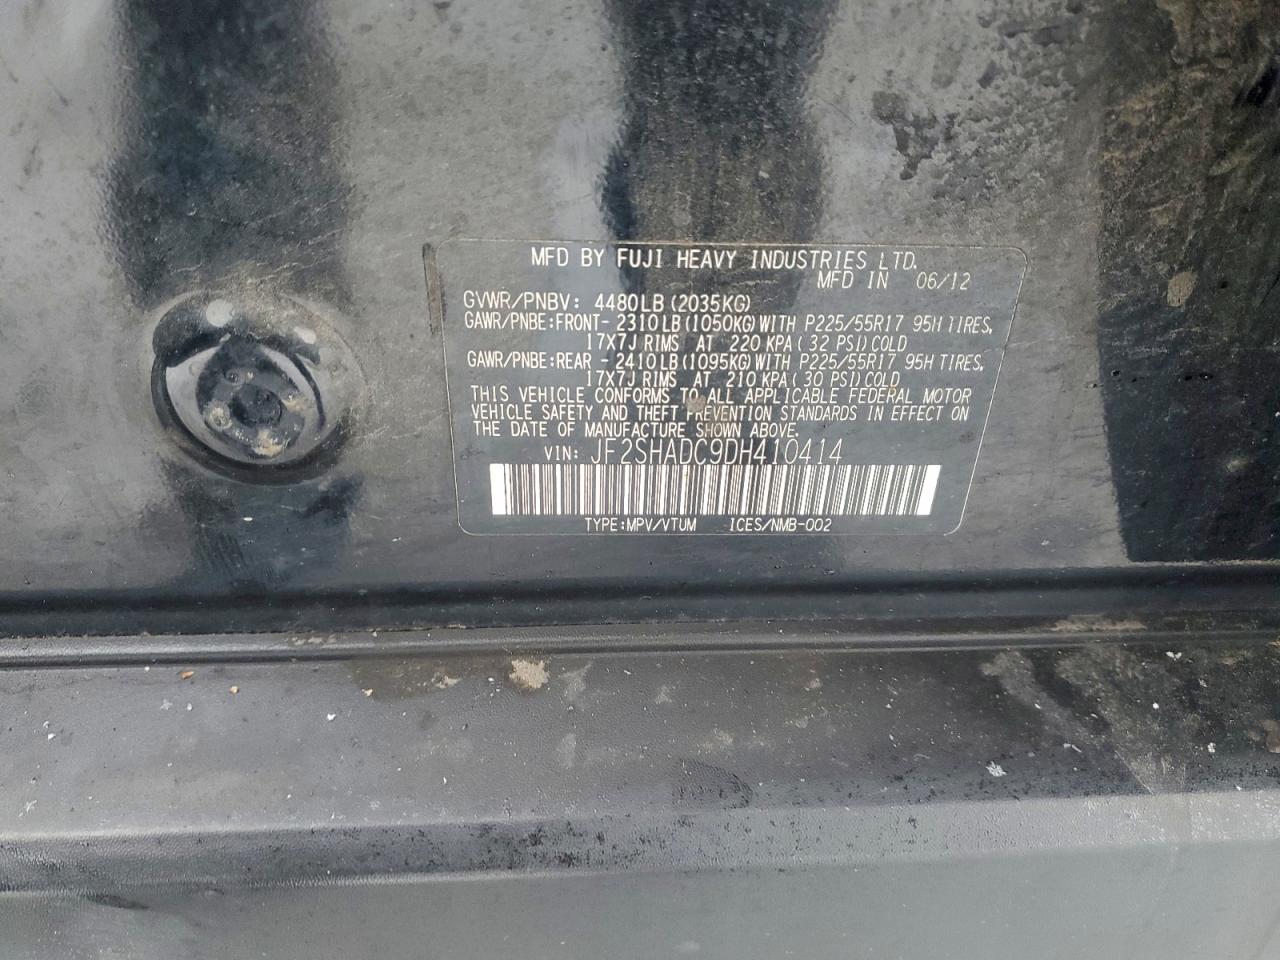 MFD BY FUJI HEAVY INDUSTRIES LTD.
MFD IN 06/12
GVWR/PNBV: 4480LB(2035KG)
GAWR/PNBE:FRONT- 2310LB(1050KG)WITH P225/55R17 95H TIRES,
17X7J RIMS AT 220 KPA(32 PSI)COLD
GAWR/PNBE:REAR - 2410LB(1095KG)WITH P225/55R17 95H TIRES,
17X7J RIMS AT 210 KPA(30 PSI)COLD
THIS VEHICLE CONFORMS TO ALL APPLICABLE FEDERAL MOTOR
VEHICLE SAFETY AND THEFT PREVENTION STANDARDS IN EFFECT ON
THE DATE OF MANUFACTURE SHOWN ABOVE.
VIN: JF2SHADC9DH410414
TYPE:MPV/VTUM ICES/NMB-002